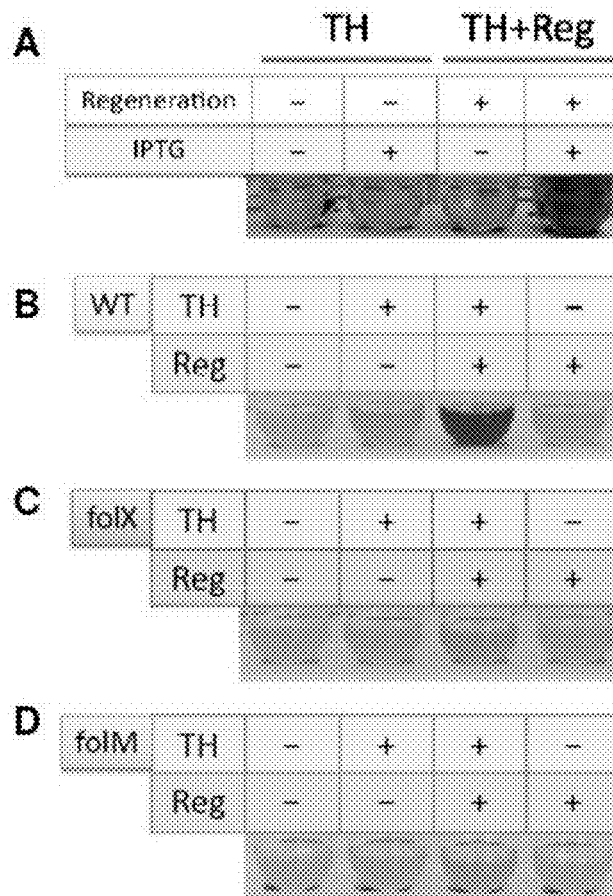 A TH TH+Reg
Regeneration – – + +
IPTG – + – +
B WT TH – + + –
Reg – – + +
C folX TH – + + –
Reg – – + +
D folM TH – + + –
Reg – – + +